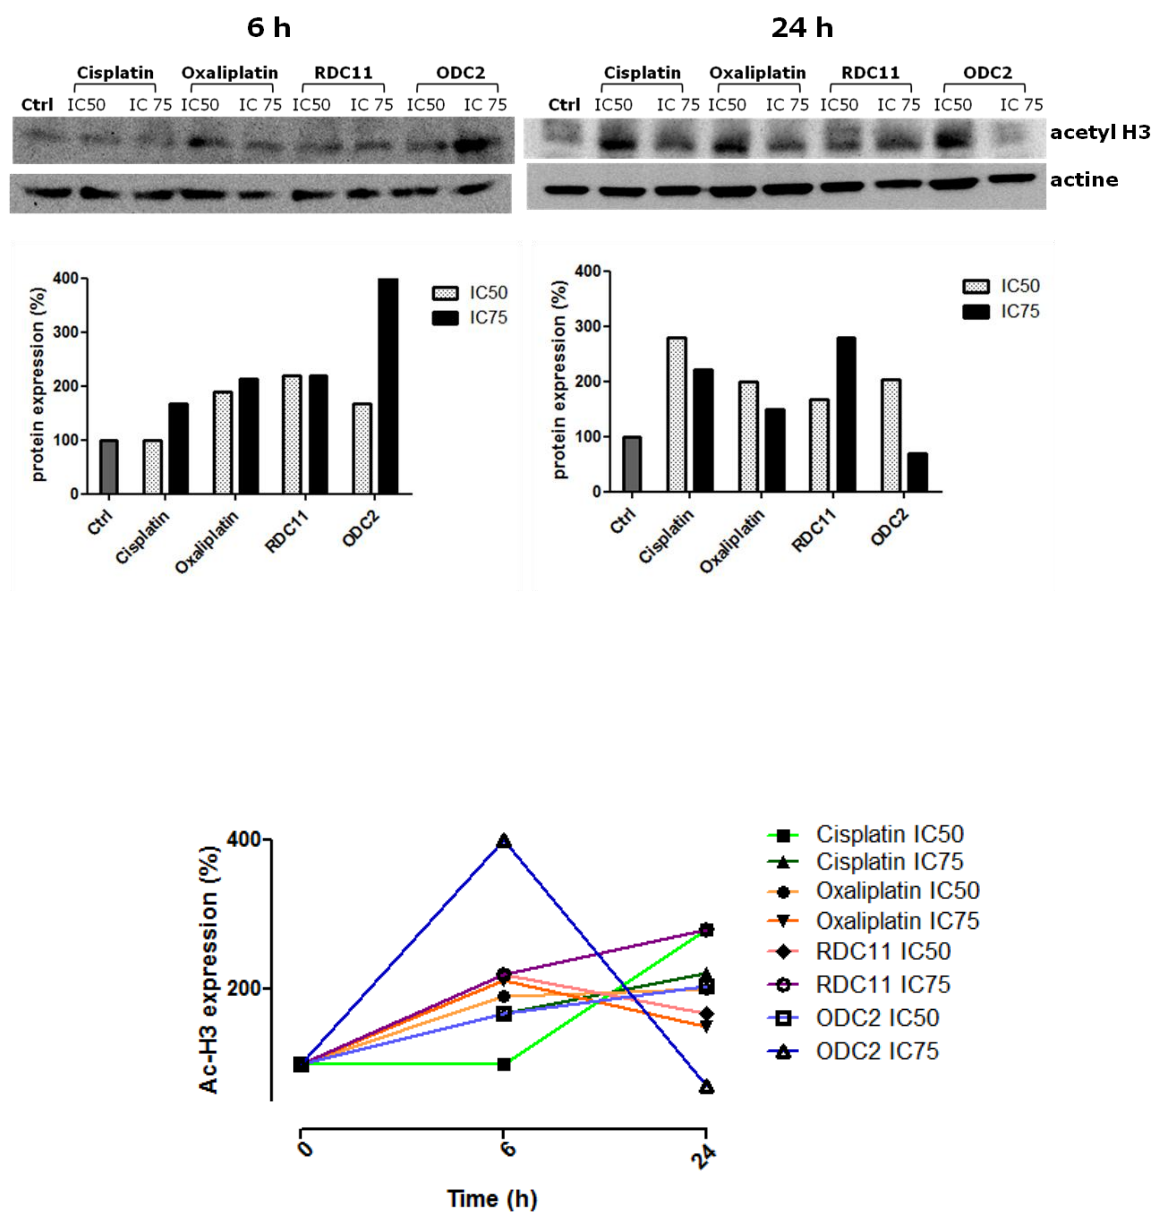 6 h 24 h
Cisplatin Oxaliplatin RDC11 ODC2 Cisplatin Oxaliplatin RDC11 ODC2
Ctrl IC50 IC 75 IC50 IC 75 IC50 IC 75 IC50 IC 75 Ctrl IC50 IC 75 IC50 IC 75 IC50 IC 75 IC50 IC 75
acetyl H3
actine
protein expression (%)
400
300
200
100
0
IC50
IC75
Ctrl
Cisplatin
Oxaliplatin
RDC11
ODC2
protein expression (%)
400
300
200
100
0
IC50
IC75
Ctrl
Cisplatin
Oxaliplatin
RDC11
ODC2
Ac-H3 expression (%)
400
200
Cisplatin IC50
Cisplatin IC75
Oxaliplatin IC50
Oxaliplatin IC75
RDC11 IC50
RDC11 IC75
ODC2 IC50
ODC2 IC75
0
6
24
Time (h)